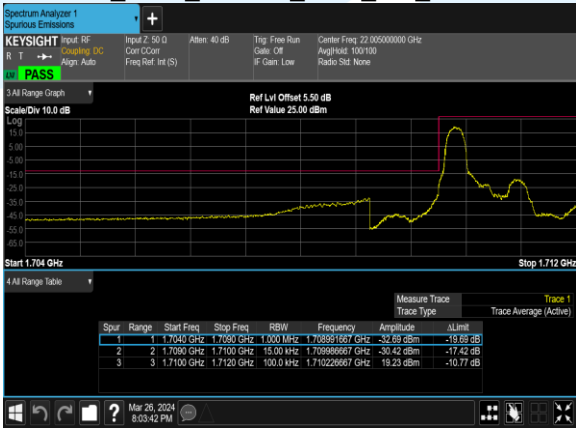 Spectrum Analyzer 1
Spurious Emissions
+
KEYSIGHT Input: RF Input Z: 50 Ω Atten: 40 dB Trig: Free Run Center Freq: 22.005000000 GHz
R T Coupling: DC Corr CCorr Gate: Off Avg|Hold: 100/100
Align: Auto Freq Ref: Int (S) IF Gain: Low Radio Std: None
PASS
3 All Range Graph Ref Lvl Offset 5.50 dB
Scale/Div 10.0 dB Ref Value 25.00 dBm
Log
15.0
5.00
-5.00
-15.0
-25.0
-35.0
-45.0
-55.0
-65.0
Start 1.704 GHz Stop 1.712 GHz
4 All Range Table
Measure Trace Trace 1
Trace Type Trace Average (Active)
Spur Range Start Freq Stop Freq RBW Frequency Amplitude ΔLimit
1 1 1.7040 GHz 1.7090 GHz 1.000 MHz 1.708991667 GHz -32.69 dBm -19.69 dB
2 2 1.7090 GHz 1.7100 GHz 15.00 kHz 1.709986667 GHz -30.42 dBm -17.42 dB
3 3 1.7100 GHz 1.7120 GHz 100.0 kHz 1.710226667 GHz 19.23 dBm -10.77 dB
? Mar 26, 2024
8:03:42 PM